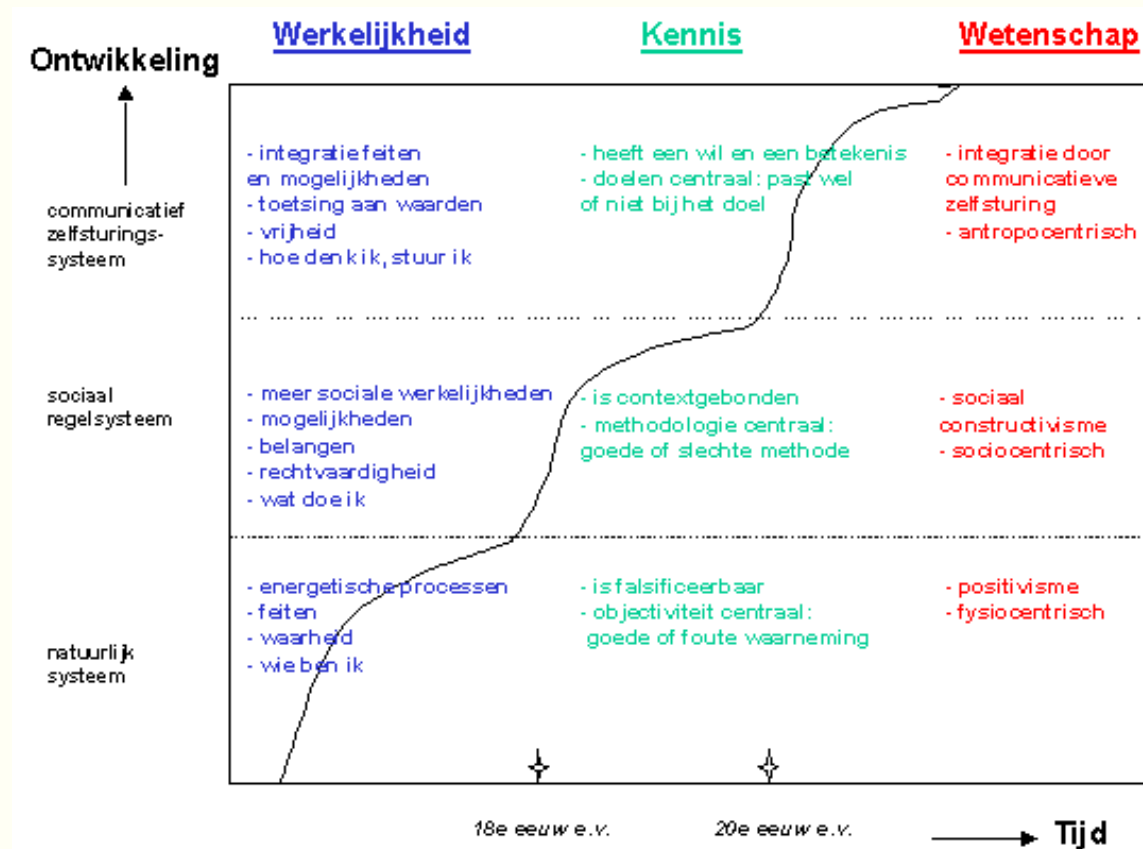 Werkelijkheid
Kennis
Wetenschap
Ontwikkeling
communicatief
zelfsturings-
systeem
- integratie feiten
en mogelijkheden
- toetsing aan waarden
- vrijheid
- hoe denk ik, stuur ik
- heeft een wil en een betekenis
- doelen centraal: past wel
of niet bij het doel
- integratie door
communicatieve
zelfsturing
- antropocentrisch
sociaal
regelsysteem
- meer sociale werkelijkheden
- mogelijkheden
- belangen
- rechtvaardigheid
- wat doe ik
- is contextgebonden
- methodologie centraal:
goede of slechte methode
- sociaal
constructivisme
- sociocentrisch
natuurlijk
systeem
- energetische processen
- feiten
- waarheid
- wie ben ik
- is falsificeerbaar
- objectiviteit centraal:
goede of foute waarneming
- positivisme
- fysiocentrisch
18e eeuw e.v.
20e eeuw e.v.
Tijd